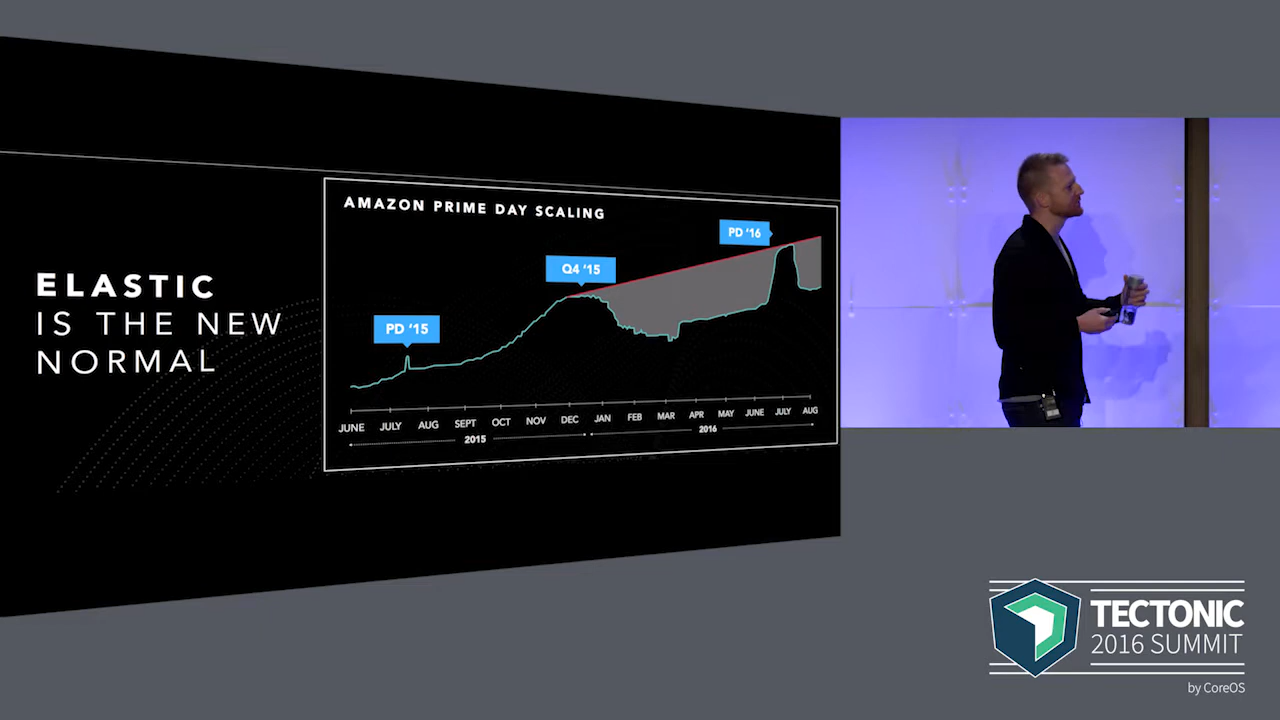 ELASTIC
IS THE NEW
NORMAL
AMAZON PRIME DAY SCALING
PD ‘15
Q4 ‘15
PD ‘16
JUNE JULY AUG SEPT OCT NOV DEC JAN FEB MAR APR MAY JUNE JULY AUG
2015 2016
TECTONIC
2016 SUMMIT
by CoreOS